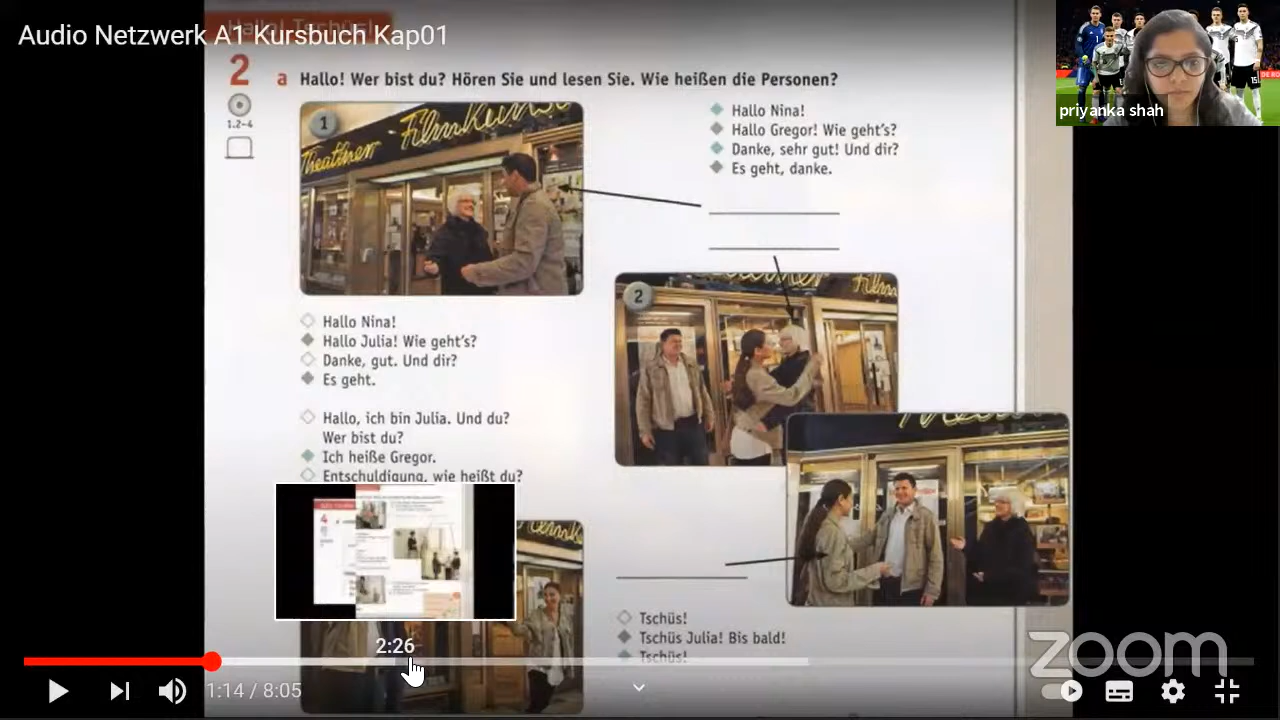 Hallo! Tschüs!
Audio Netzwerk A1 Kursbuch Kap01
priyanka shah
2
1.2-4
a Hallo! Wer bist du? Hören Sie und lesen Sie. Wie heißen die Personen?
1
Theatiner Filmkunst
Hallo Nina!
Hallo Gregor! Wie geht's?
Danke, sehr gut! Und dir?
Es geht, danke.
2
Hallo Nina!
Hallo Julia! Wie geht's?
Danke, gut. Und dir?
Es geht.
Hallo, ich bin Julia. Und du?
Wer bist du?
Ich heiße Gregor.
Entschuldigung, wie heißt du?
Tschüs!
Tschüs Julia! Bis bald!
Tschüs!
2:26
1:14 / 8:05
zoom